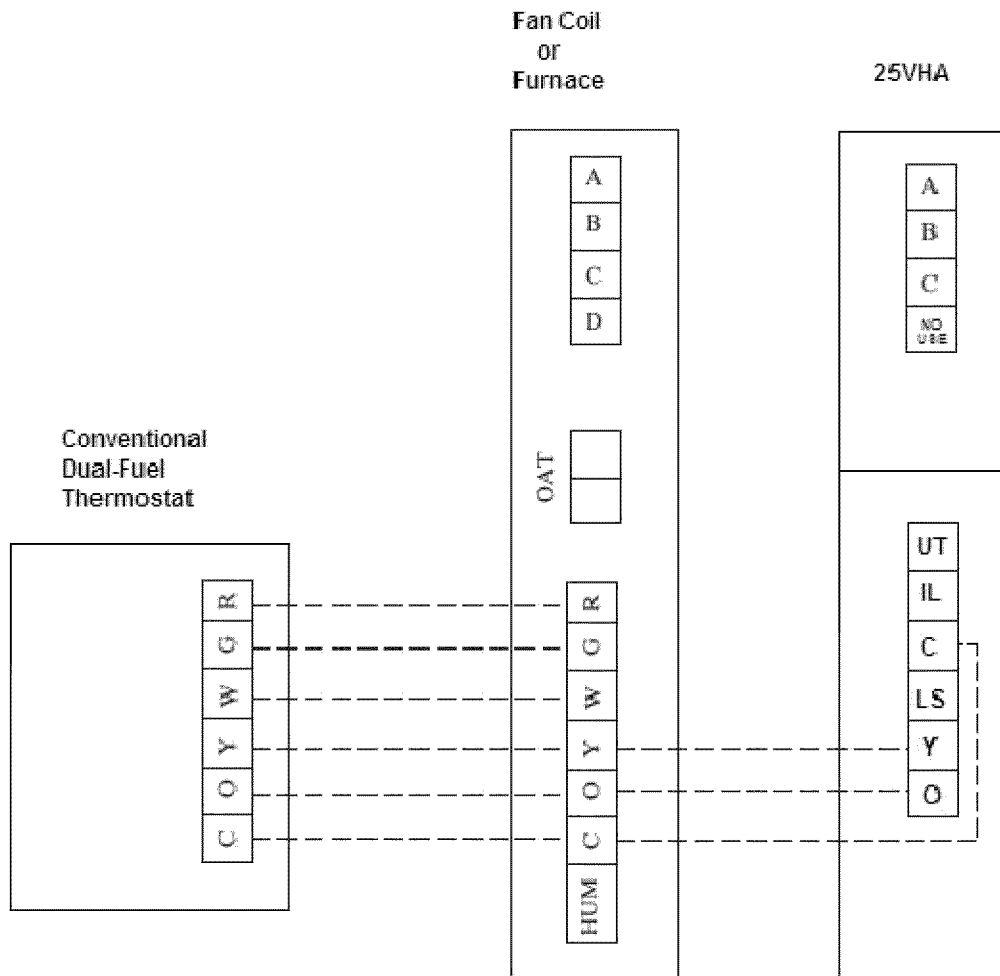 Fan Coil
or
Furnace
25VHA
A
B
C
D
A
B
C
NO
USE
OAT
Conventional
Dual-Fuel
Thermostat
R
G
W
Y
O
C
R
G
W
Y
O
C
HUM
UT
IL
C
LS
Y
O